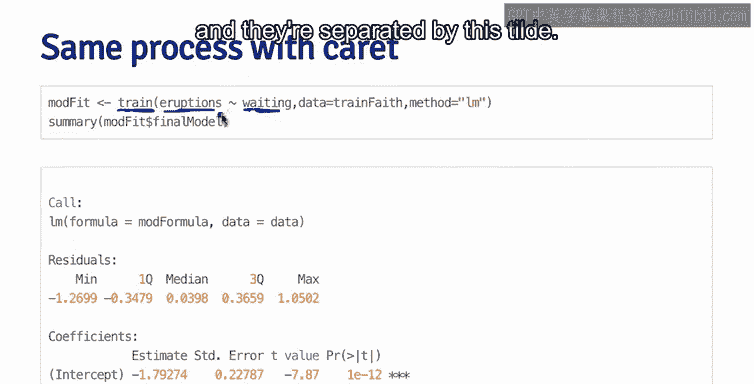 and they're separated by this tilde.
Same process with caret
modFit <- train(eruptions ~ waiting,data=trainFaith,method="lm")
summary(modFit$finalModel)
Call:
lm(formula = modFormula, data = data)
Residuals:
Min 1Q Median 3Q Max
-1.2699 -0.3479 0.0398 0.3659 1.0502
Coefficients:
Estimate Std. Error t value Pr(>|t|)
(Intercept) -1.79274 0.22787 -7.87 1e-12 ***